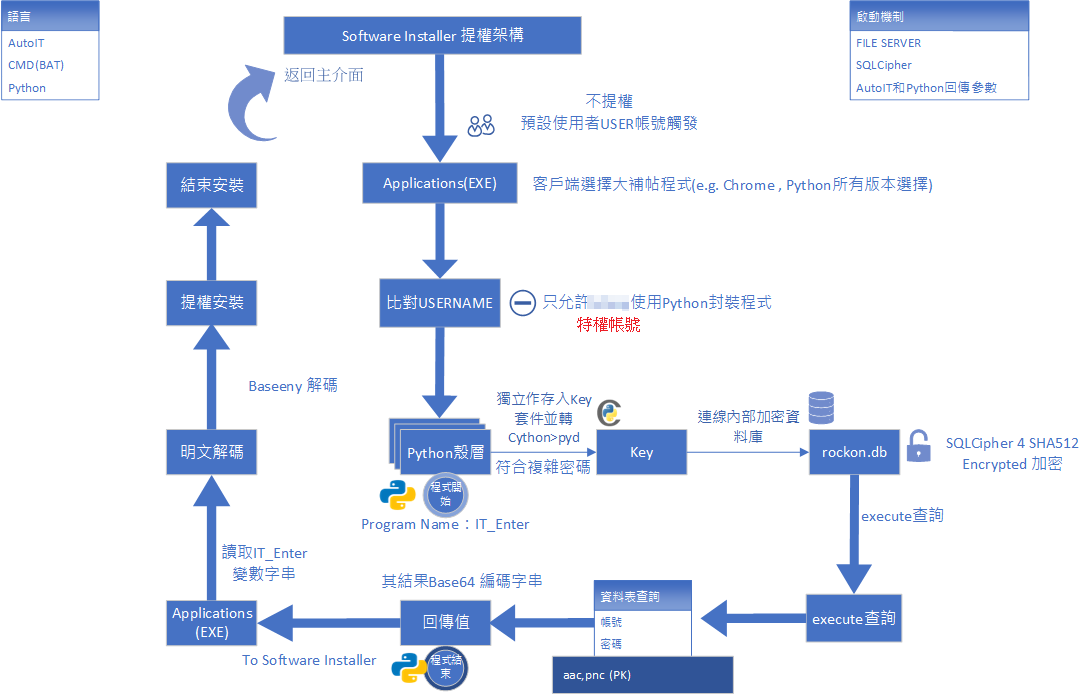 語言
AutoIT
CMD(BAT)
Python
Software Installer 提權架構
啟動機制
FILE SERVER
SQLCipher
AutoIT和Python回傳參數
返回主介面
不提權
預設使用者USER帳號觸發
結束安裝
Applications(EXE)
客戶端選擇大補帖程式(e.g. Chrome , Python所有版本選擇)
提權安裝
比對USERNAME
只允許
使用Python封裝程式
特權帳號
Baseeny 解碼
明文解碼
Python殼層
獨立作存入Key
套件並轉
Cython>pyd
符合複雜密碼
Key
連線內部加密資
料庫
rockon.db
SQLCipher 4 SHA512
Encrypted 加密
程式開
始
Program Name：IT_Enter
execute查詢
讀取IT_Enter
變數字串
其結果Base64 編碼字串
Applications
(EXE)
回傳值
資料表查詢
帳號
密碼
execute查詢
To Software Installer
程式結
束
aac,pnc (PK)